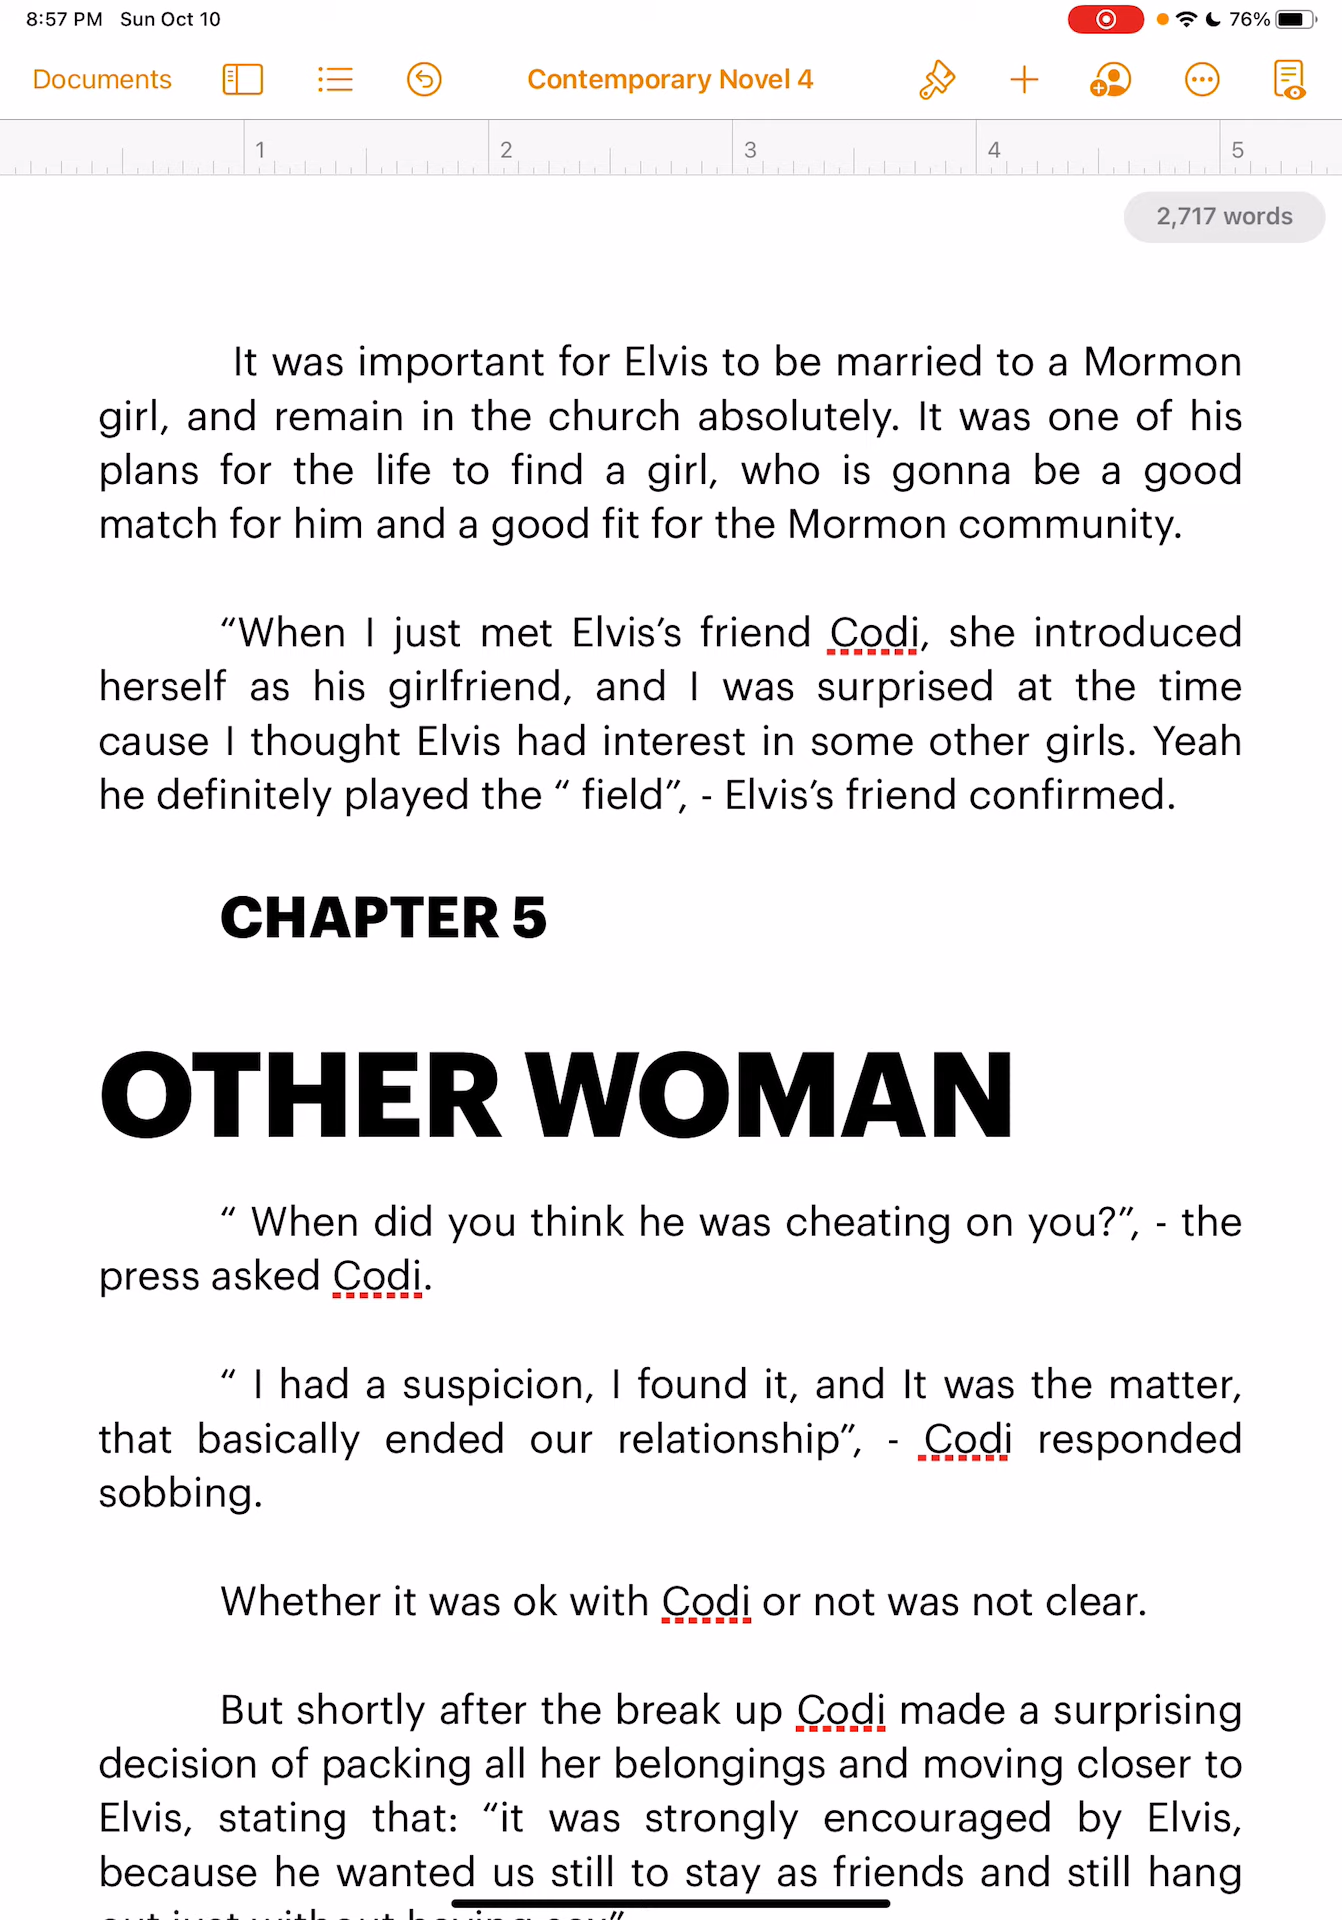 8:57 PM Sun Oct 10
76%
Documents
Contemporary Novel 4
1 2 3 4 5
2,717 words
It was important for Elvis to be married to a Mormon
girl, and remain in the church absolutely. It was one of his
plans for the life to find a girl, who is gonna be a good
match for him and a good fit for the Mormon community.
“When I just met Elvis’s friend Codi, she introduced
herself as his girlfriend, and I was surprised at the time
cause I thought Elvis had interest in some other girls. Yeah
he definitely played the “ field”, - Elvis’s friend confirmed.
CHAPTER 5
OTHER WOMAN
“ When did you think he was cheating on you?”, - the
press asked Codi.
“ I had a suspicion, I found it, and It was the matter,
that basically ended our relationship”, - Codi responded
sobbing.
Whether it was ok with Codi or not was not clear.
But shortly after the break up Codi made a surprising
decision of packing all her belongings and moving closer to
Elvis, stating that: “it was strongly encouraged by Elvis,
because he wanted us still to stay as friends and still hang